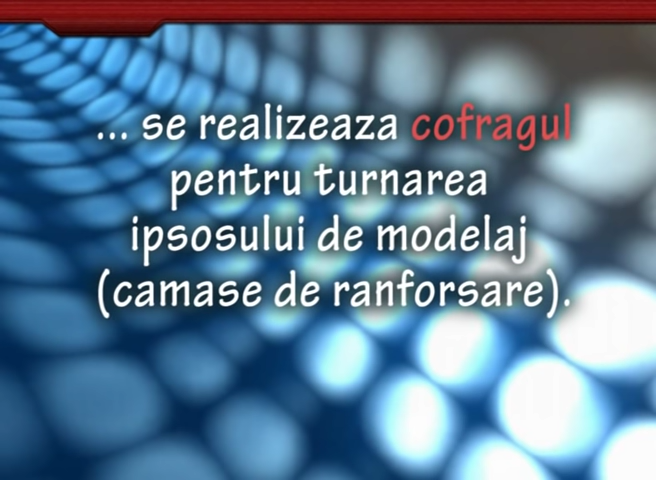 ... se realizeaza cofragul
pentru turnarea
ipsosului de modelaj
(camase de ranforsare).